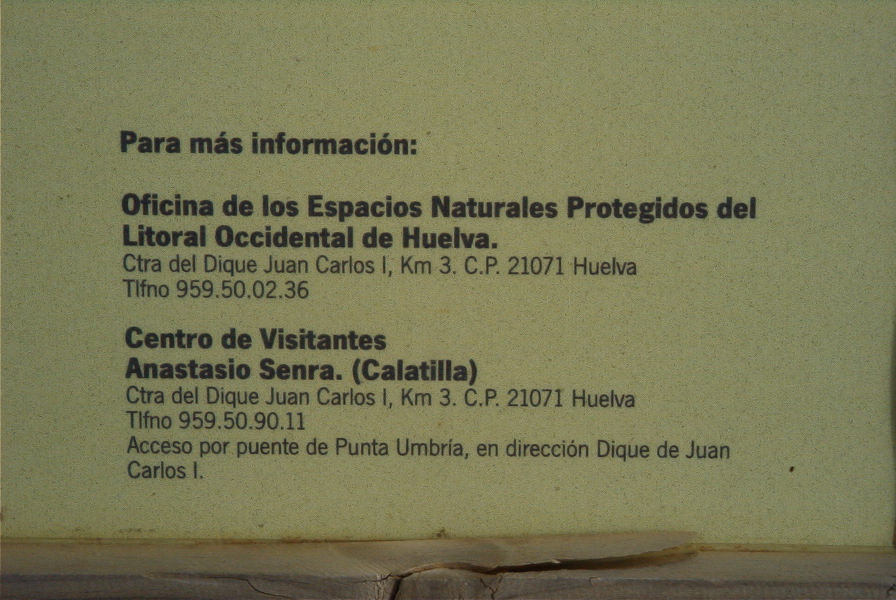 Para más información:
Oficina de los Espacios Naturales Protegidos del
Litoral Occidental de Huelva.
Ctra del Dique Juan Carlos I, Km 3. C.P. 21071 Huelva
Tlfno 959.50.02.36
Centro de Visitantes
Anastasio Senra. (Calatilla)
Ctra del Dique Juan Carlos I, Km 3. C.P. 21071 Huelva
Tlfno 959.50.90.11
Acceso por puente de Punta Umbría, en dirección Dique de Juan
Carlos I.